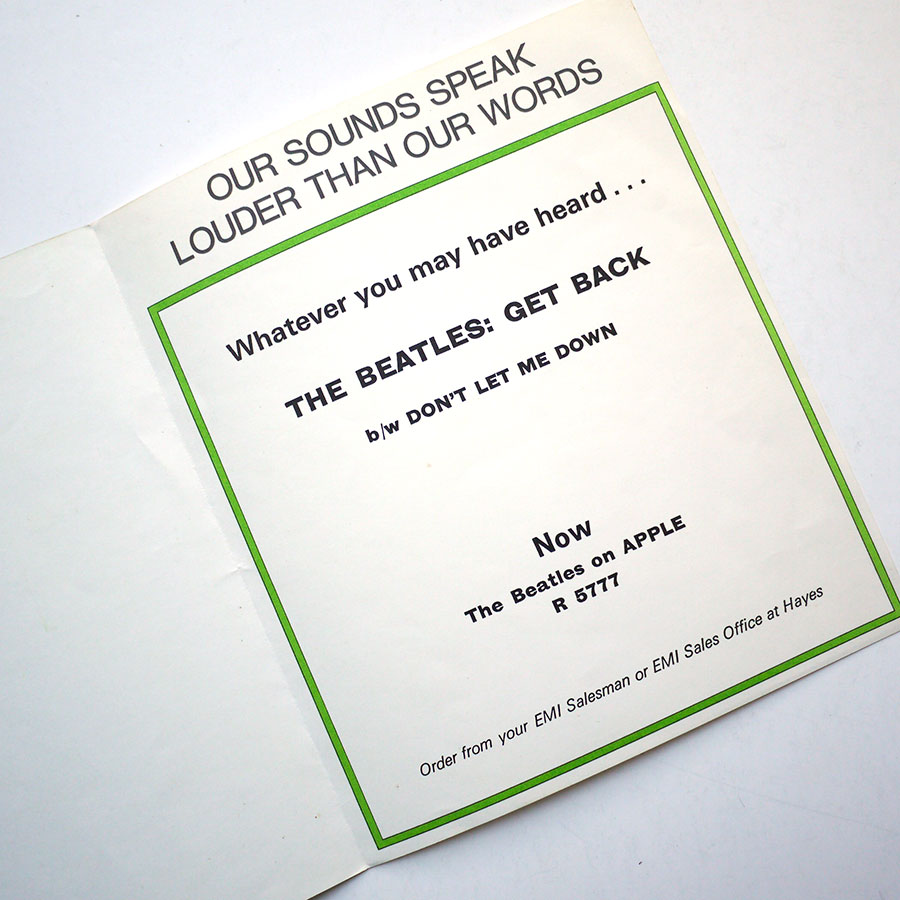 OUR SOUNDS SPEAK
LOUDER THAN OUR WORDS
Whatever you may have heard . . .
THE BEATLES: GET BACK
b/w DON'T LET ME DOWN
Now
The Beatles on APPLE
R 5777
Order from your EMI Salesman or EMI Sales Office at Hayes